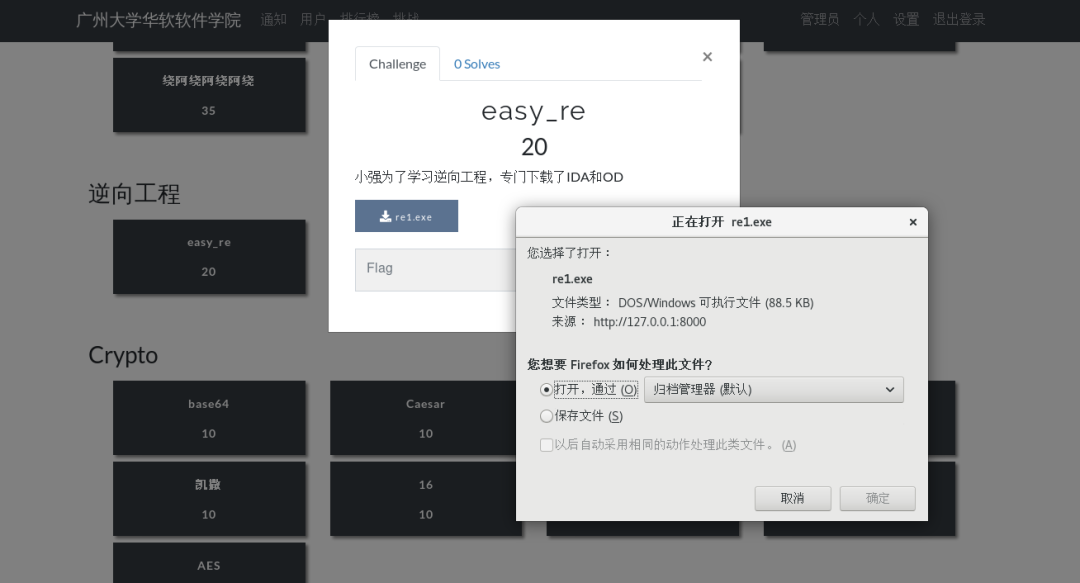 广州大学华软软件学院 通知 用户 排行榜 挑战 管理员 个人 设置 退出登录
Challenge 0 Solves ×
绕阿绕阿绕阿绕
35
easy_re
20
小强为了学习逆向工程，专门下载了IDA和OD
re1.exe
Flag
逆向工程
easy_re
20
正在打开 re1.exe ×
您选择了打开：
re1.exe
文件类型： DOS/Windows 可执行文件 (88.5 KB)
来源： http://127.0.0.1:8000
您想要 Firefox 如何处理此文件?
打开，通过 (O) 归档管理器 (默认)
保存文件 (S)
以后自动采用相同的动作处理此类文件。 (A)
取消 确定
Crypto
base64
10
Caesar
10
凯撒
10
16
10
AES